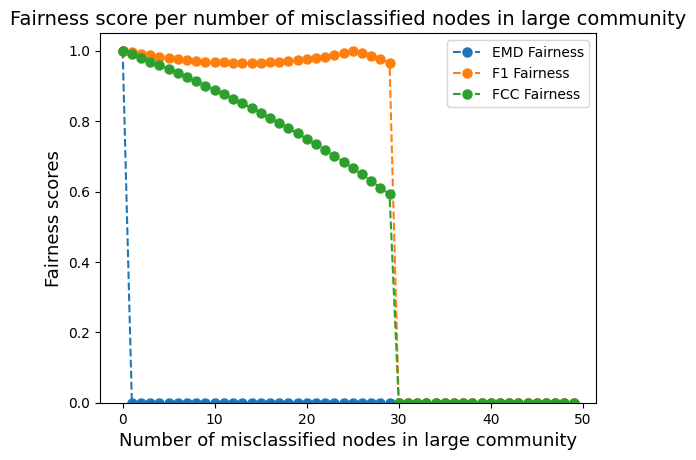 Fairness score per number of misclassified nodes in large community
EMD Fairness
F1 Fairness
FCC Fairness
1.0
0.8
0.6
0.4
0.2
0.0
Fairness scores
0 10 20 30 40 50
Number of misclassified nodes in large community